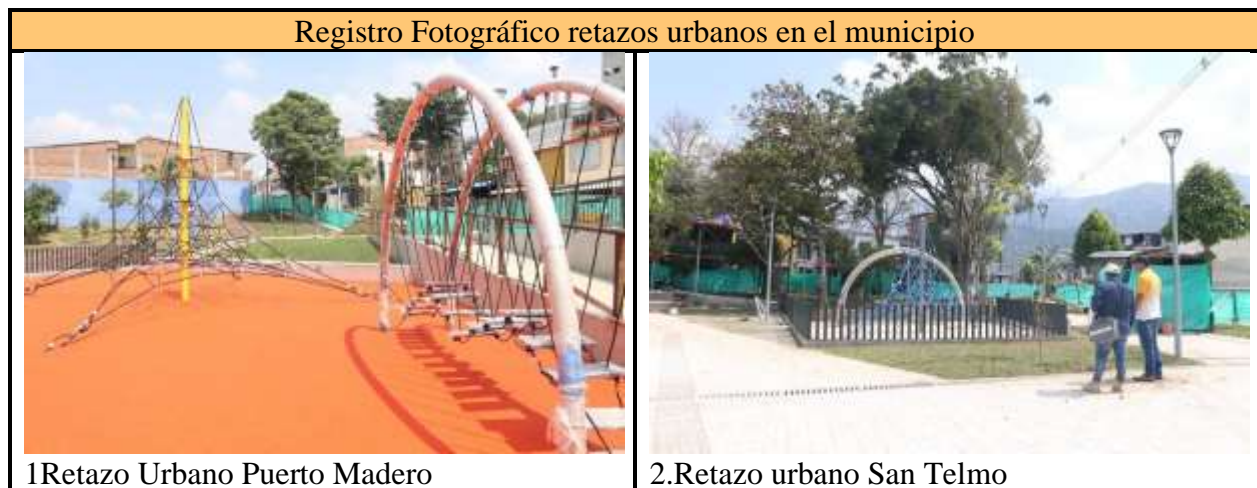 Registro Fotográfico retazos urbanos en el municipio
1Retazo Urbano Puerto Madero
2.Retazo urbano San Telmo